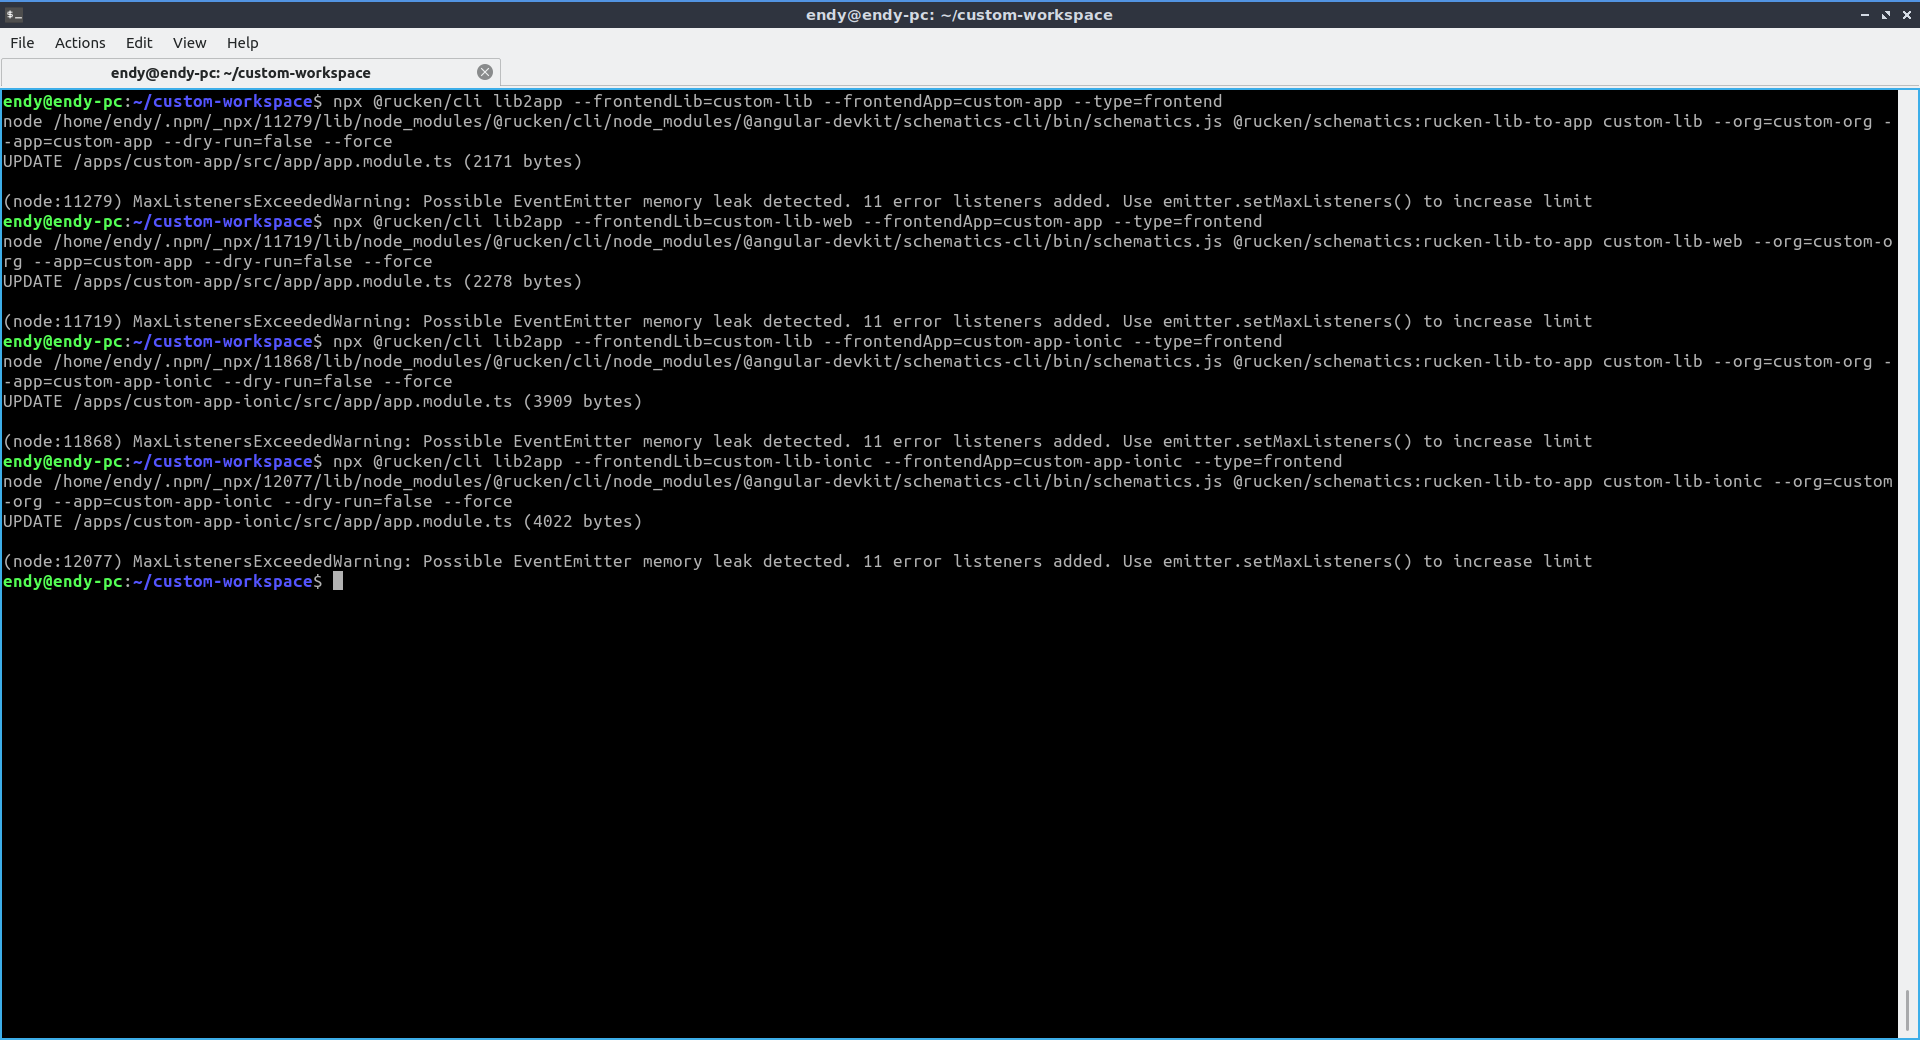 endy@endy-pc: ~/custom-workspace
File Actions Edit View Help
endy@endy-pc: ~/custom-workspace
endy@endy-pc:~/custom-workspace$ npx @rucken/cli lib2app --frontendLib=custom-lib --frontendApp=custom-app --type=frontend
node /home/endy/.npm/_npx/11279/lib/node_modules/@rucken/cli/node_modules/@angular-devkit/schematics-cli/bin/schematics.js @rucken/schematics:rucken-lib-to-app custom-lib --org=custom-org -
-app=custom-app --dry-run=false --force
UPDATE /apps/custom-app/src/app/app.module.ts (2171 bytes)
(node:11279) MaxListenersExceededWarning: Possible EventEmitter memory leak detected. 11 error listeners added. Use emitter.setMaxListeners() to increase limit
endy@endy-pc:~/custom-workspace$ npx @rucken/cli lib2app --frontendLib=custom-lib-web --frontendApp=custom-app --type=frontend
node /home/endy/.npm/_npx/11719/lib/node_modules/@rucken/cli/node_modules/@angular-devkit/schematics-cli/bin/schematics.js @rucken/schematics:rucken-lib-to-app custom-lib-web --org=custom-o
rg --app=custom-app --dry-run=false --force
UPDATE /apps/custom-app/src/app/app.module.ts (2278 bytes)
(node:11719) MaxListenersExceededWarning: Possible EventEmitter memory leak detected. 11 error listeners added. Use emitter.setMaxListeners() to increase limit
endy@endy-pc:~/custom-workspace$ npx @rucken/cli lib2app --frontendLib=custom-lib --frontendApp=custom-app-ionic --type=frontend
node /home/endy/.npm/_npx/11868/lib/node_modules/@rucken/cli/node_modules/@angular-devkit/schematics-cli/bin/schematics.js @rucken/schematics:rucken-lib-to-app custom-lib --org=custom-org -
-app=custom-app-ionic --dry-run=false --force
UPDATE /apps/custom-app-ionic/src/app/app.module.ts (3909 bytes)
(node:11868) MaxListenersExceededWarning: Possible EventEmitter memory leak detected. 11 error listeners added. Use emitter.setMaxListeners() to increase limit
endy@endy-pc:~/custom-workspace$ npx @rucken/cli lib2app --frontendLib=custom-lib-ionic --frontendApp=custom-app-ionic --type=frontend
node /home/endy/.npm/_npx/12077/lib/node_modules/@rucken/cli/node_modules/@angular-devkit/schematics-cli/bin/schematics.js @rucken/schematics:rucken-lib-to-app custom-lib-ionic --org=custom
-org --app=custom-app-ionic --dry-run=false --force
UPDATE /apps/custom-app-ionic/src/app/app.module.ts (4022 bytes)
(node:12077) MaxListenersExceededWarning: Possible EventEmitter memory leak detected. 11 error listeners added. Use emitter.setMaxListeners() to increase limit
endy@endy-pc:~/custom-workspace$